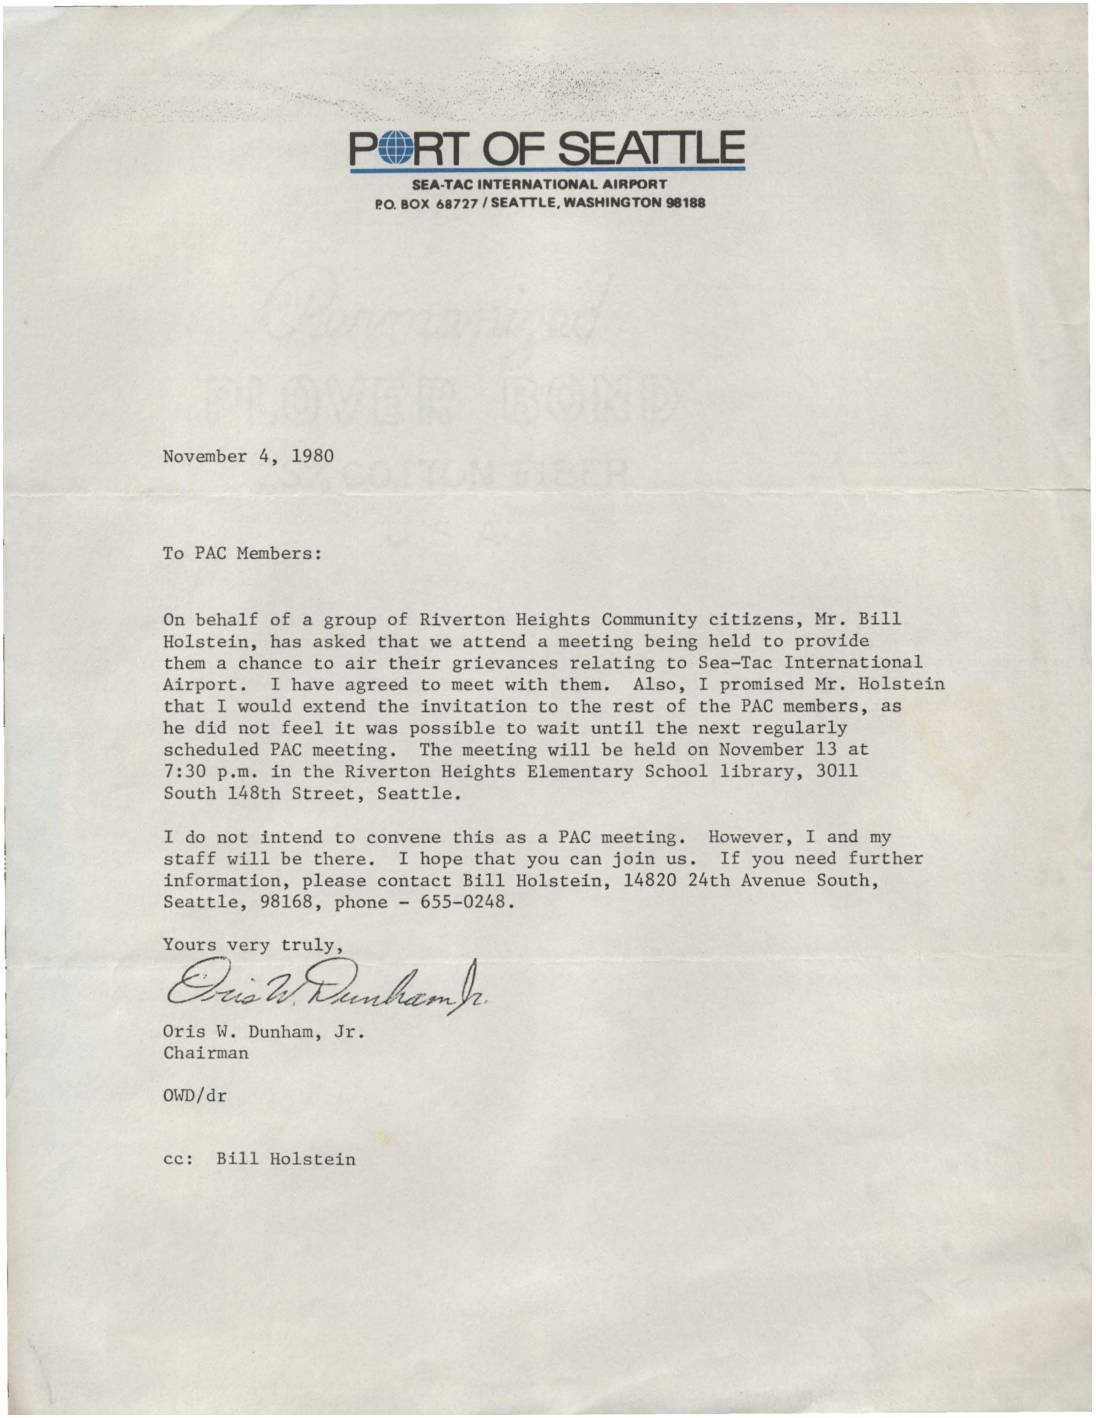 PORT OF SEATTLE
SEA-TAC INTERNATIONAL AIRPORT
P.O. BOX 68727 / SEATTLE, WASHINGTON 98188
Permanized
PLOVER BOND
COTTON FIBER
U.S.A.
November 4, 1980
To PAC Members:
On behalf of a group of Riverton Heights Community citizens, Mr. Bill
Holstein, has asked that we attend a meeting being held to provide
them a chance to air their grievances relating to Sea-Tac International
Airport.  I have agreed to meet with them.  Also, I promised Mr. Holstein
that I would extend the invitation to the rest of the PAC members, as
he did not feel it was possible to wait until the next regularly
scheduled PAC meeting.  The meeting will be held on November 13 at
7:30 p.m. in the Riverton Heights Elementary School library, 3011
South 148th Street, Seattle.
I do not intend to convene this as a PAC meeting.  However, I and my
staff will be there.  I hope that you can join us.  If you need further
information, please contact Bill Holstein, 14820 24th Avenue South,
Seattle, 98168, phone - 655-0248.
Yours very truly,
Oris W. Dunham Jr.
Oris W. Dunham, Jr.
Chairman
OWD/dr
cc:  Bill Holstein